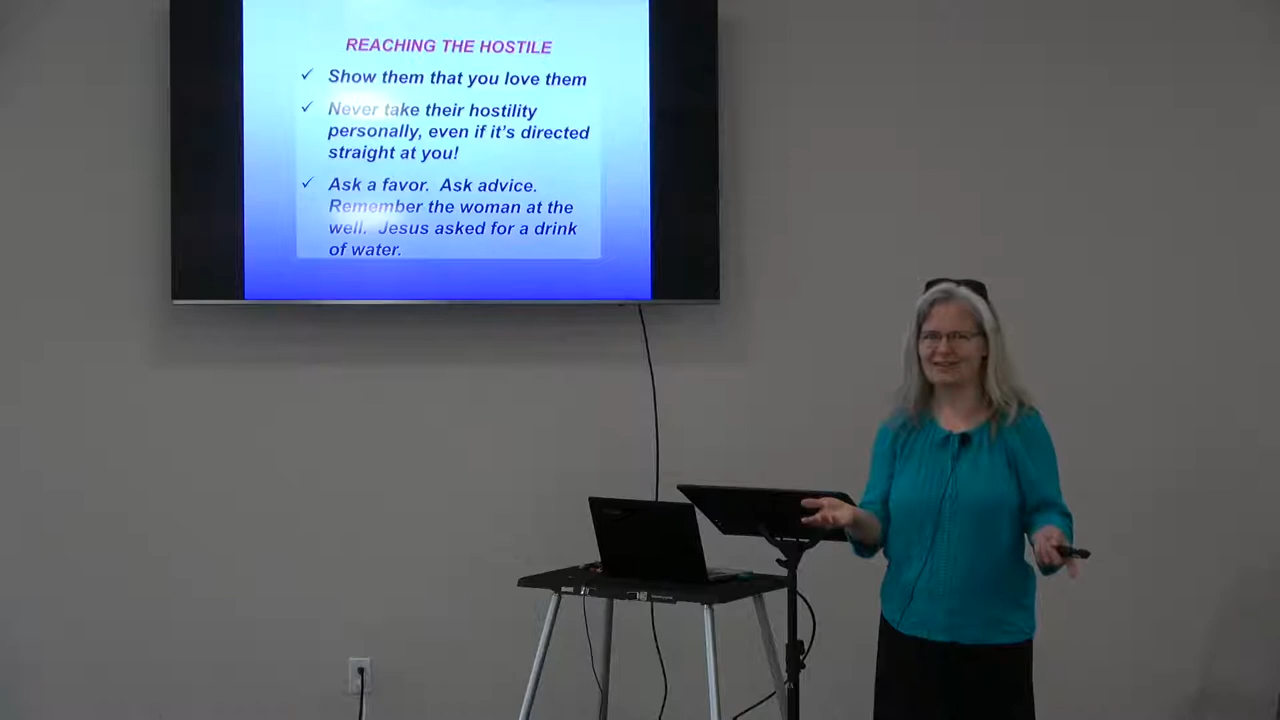 REACHING THE HOSTILE
✓ Show them that you love them
✓ Never take their hostility
personally, even if it's directed
straight at you!
✓ Ask a favor. Ask advice.
Remember the woman at the
well. Jesus asked for a drink
of water.